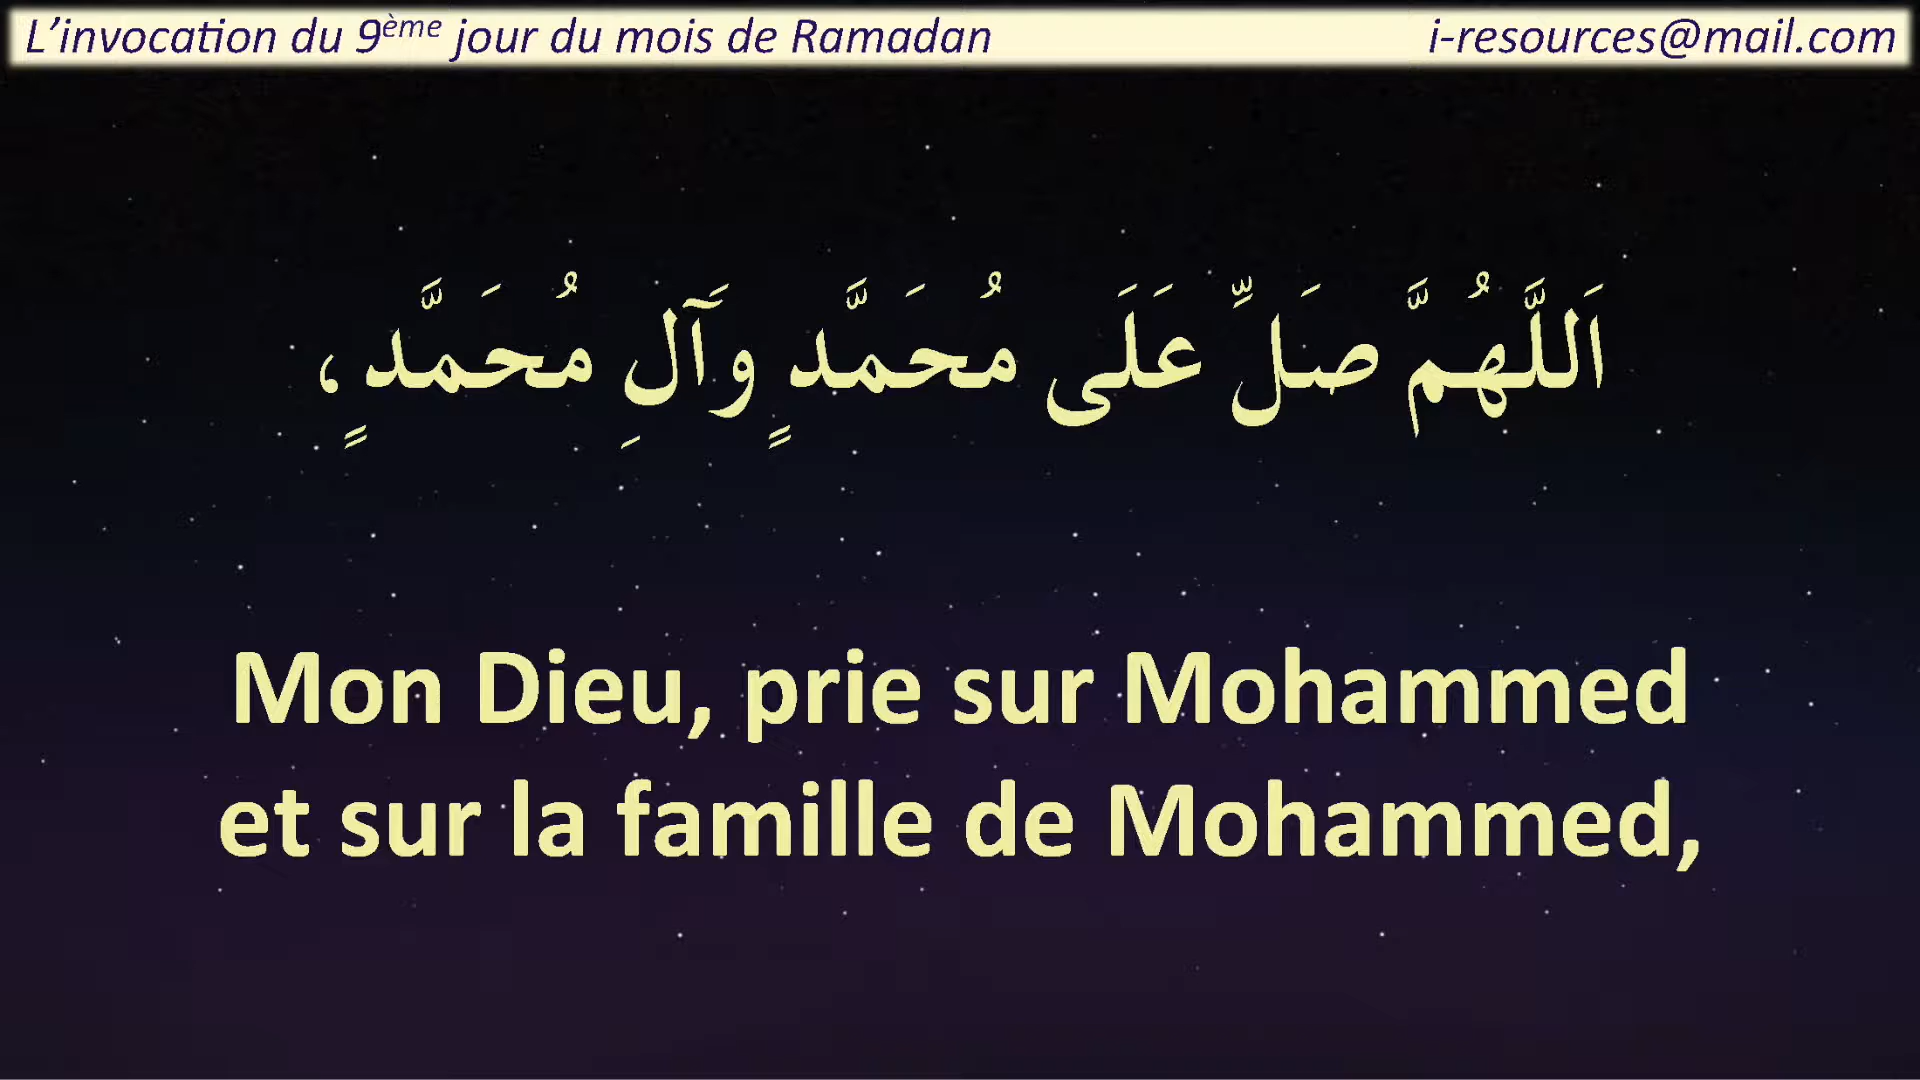 L’invocation du 9ème jour du mois de Ramadan
i-resources@mail.com
اَللَّهُمَّ صَلِّ عَلَى مُحَمَّدٍ وَآلِ مُحَمَّدٍ،
Mon Dieu, prie sur Mohammed
et sur la famille de Mohammed,